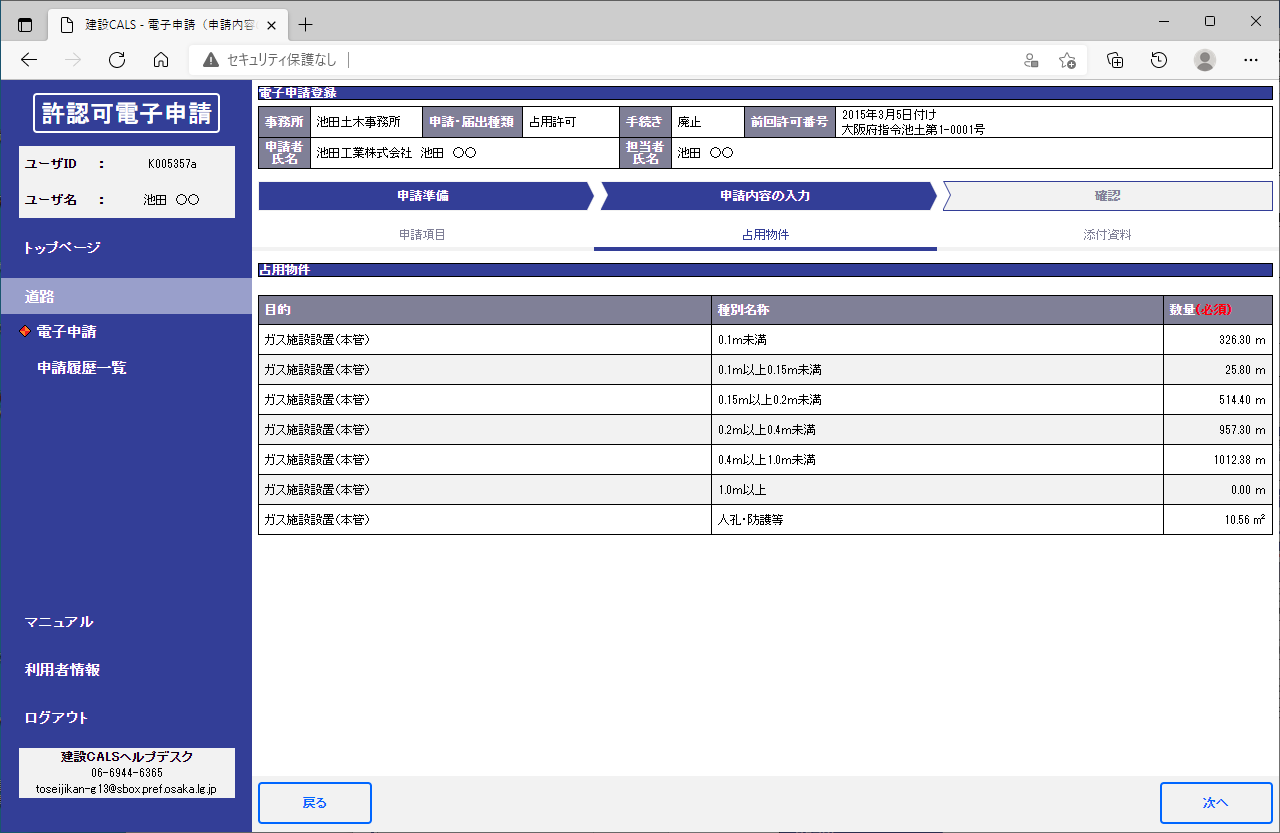 建設CALS - 電子申請（申請内容
セキュリティ保護なし
許認可電子申請
ユーザID ： K005357a
ユーザ名 ： 池田 〇〇
トップページ
道路
電子申請
申請履歴一覧
マニュアル
利用者情報
ログアウト
建設CALSヘルプデスク
06-6944-6365
toseijikan-g13@sbox.pref.osaka.lg.jp
電子申請登録
事務所 池田土木事務所 申請・届出種類 占用許可 手続き 廃止 前回許可番号 2015年3月5日付け
大阪府指令池土第1-0001号
申請者氏名 池田工業株式会社 池田 〇〇 担当者氏名 池田 〇〇
申請準備 申請内容の入力 確認
申請項目 占用物件 添付資料
占用物件
目的 種別名称 数量(必須)
ガス施設設置(本管) 0.1m未満 326.30 m
ガス施設設置(本管) 0.1m以上0.15m未満 25.80 m
ガス施設設置(本管) 0.15m以上0.2m未満 514.40 m
ガス施設設置(本管) 0.2m以上0.4m未満 957.30 m
ガス施設設置(本管) 0.4m以上1.0m未満 1012.38 m
ガス施設設置(本管) 1.0m以上 0.00 m
ガス施設設置(本管) 人孔・防護等 10.56 m²
戻る 次へ